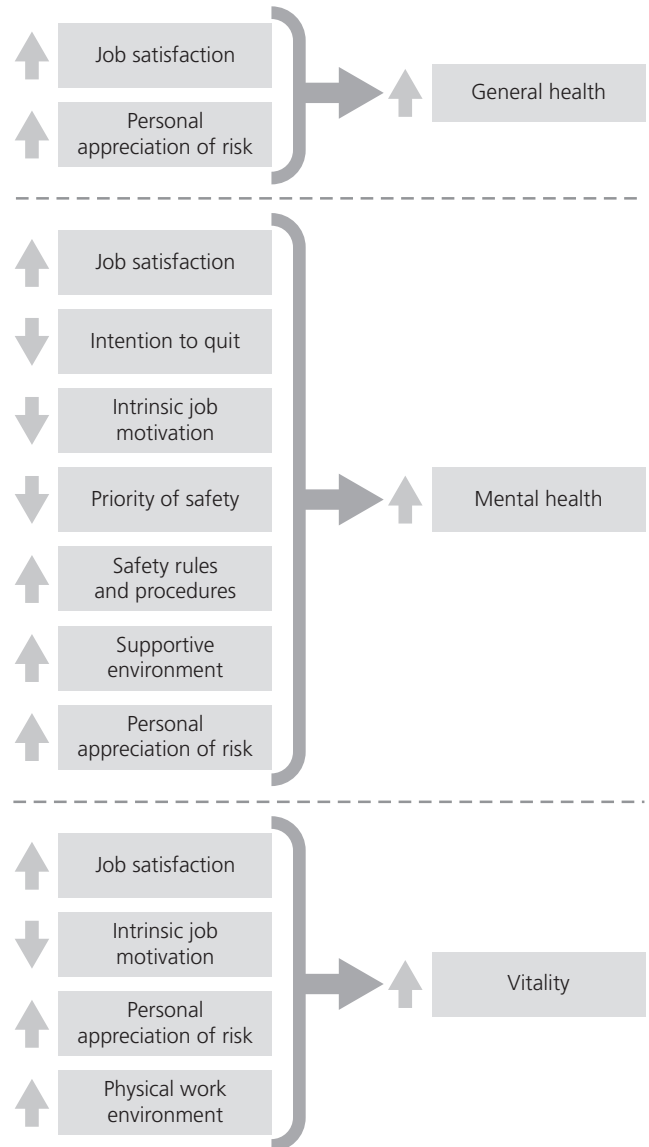 Job satisfaction
Personal
appreciation of risk
General health
Job satisfaction
Intention to quit
Intrinsic job
motivation
Priority of safety
Safety rules
and procedures
Supportive
environment
Personal
appreciation of risk
Mental health
Job satisfaction
Intrinsic job
motivation
Personal
appreciation of risk
Physical work
environment
Vitality